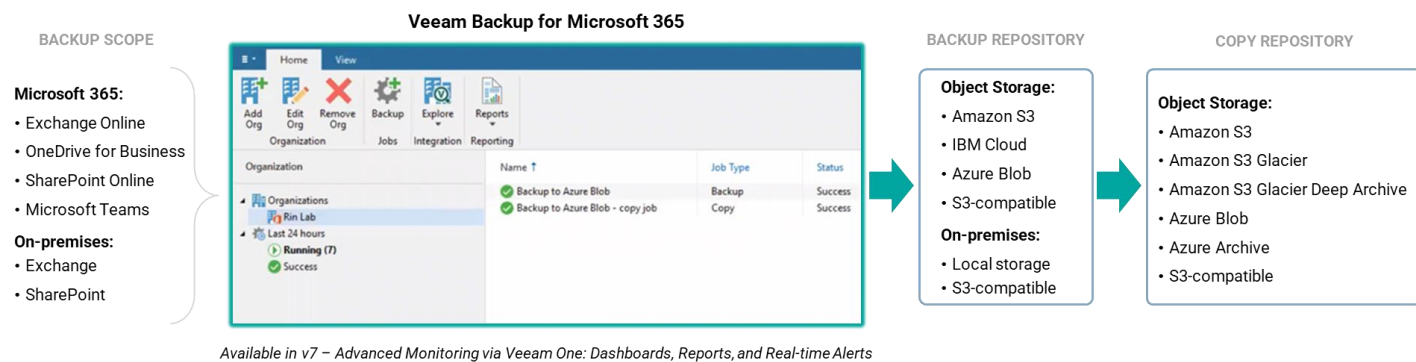 Veeam Backup for Microsoft 365
BACKUP SCOPE
Microsoft 365:
• Exchange Online
• OneDrive for Business
• SharePoint Online
• Microsoft Teams
On-premises:
• Exchange
• SharePoint
Home View
Add Org
Edit Org
Remove Org
Backup
Explore
Reports
Organization Jobs Integration Reporting
Organization
Organizations
Rin Lab
Last 24 hours
Running (7)
Success
Name ↑ Job Type Status
Backup to Azure Blob Backup Success
Backup to Azure Blob - copy job Copy Success
BACKUP REPOSITORY
Object Storage:
• Amazon S3
• IBM Cloud
• Azure Blob
• S3-compatible
On-premises:
• Local storage
• S3-compatible
COPY REPOSITORY
Object Storage:
• Amazon S3
• Amazon S3 Glacier
• Amazon S3 Glacier Deep Archive
• Azure Blob
• Azure Archive
• S3-compatible
Available in v7 – Advanced Monitoring via Veeam One: Dashboards, Reports, and Real-time Alerts